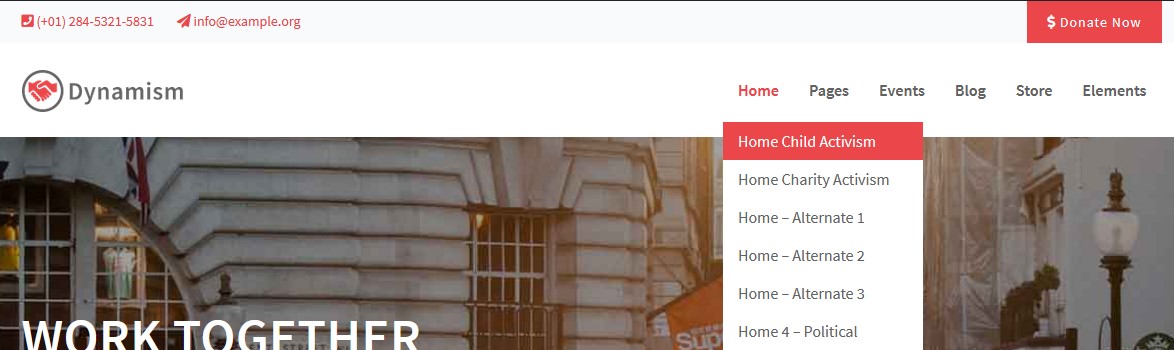 (+01) 284-5321-5831 info@example.org $ Donate Now
Dynamism
Home Pages Events Blog Store Elements
Home Child Activism
Home Charity Activism
Home – Alternate 1
Home – Alternate 2
Home – Alternate 3
Home 4 – Political
WORK TOGETHER